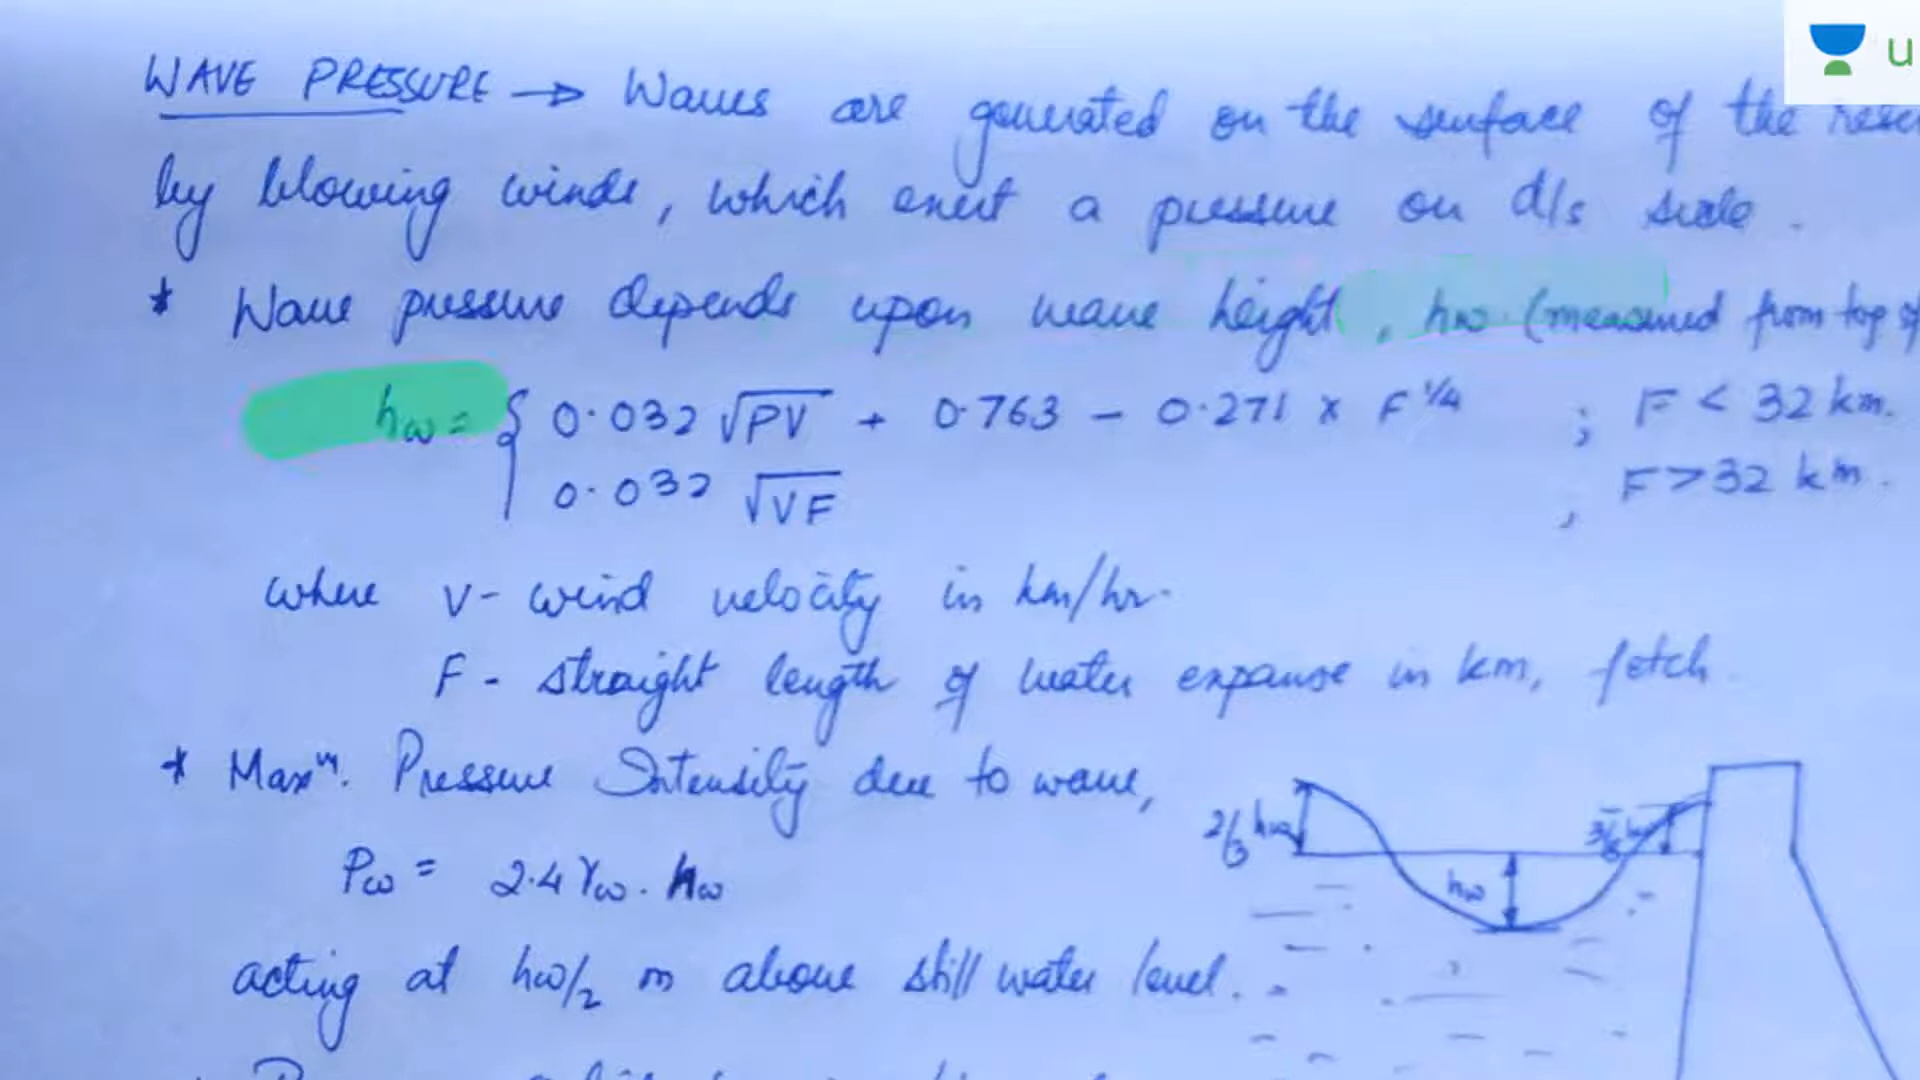 u
WAVE PRESSURE → Waves are generated on the surface of the
by blowing winds, which exert a pressure on d/s side.
* Wave pressure depends upon wave height, hw (measured from top of
hw = { 0.032 √PV + 0.763 - 0.271 x F^1/4 ; F < 32 km.
0.032 √VF , F > 32 km.
where V - wind velocity in km/hr.
F - straight length of water expanse in km, fetch
* Maxᵐ. Pressure Intensity due to wave,
2/3 hw
hw
Pw = 2.4 γw . hw
acting at hw/2 m above still water level.